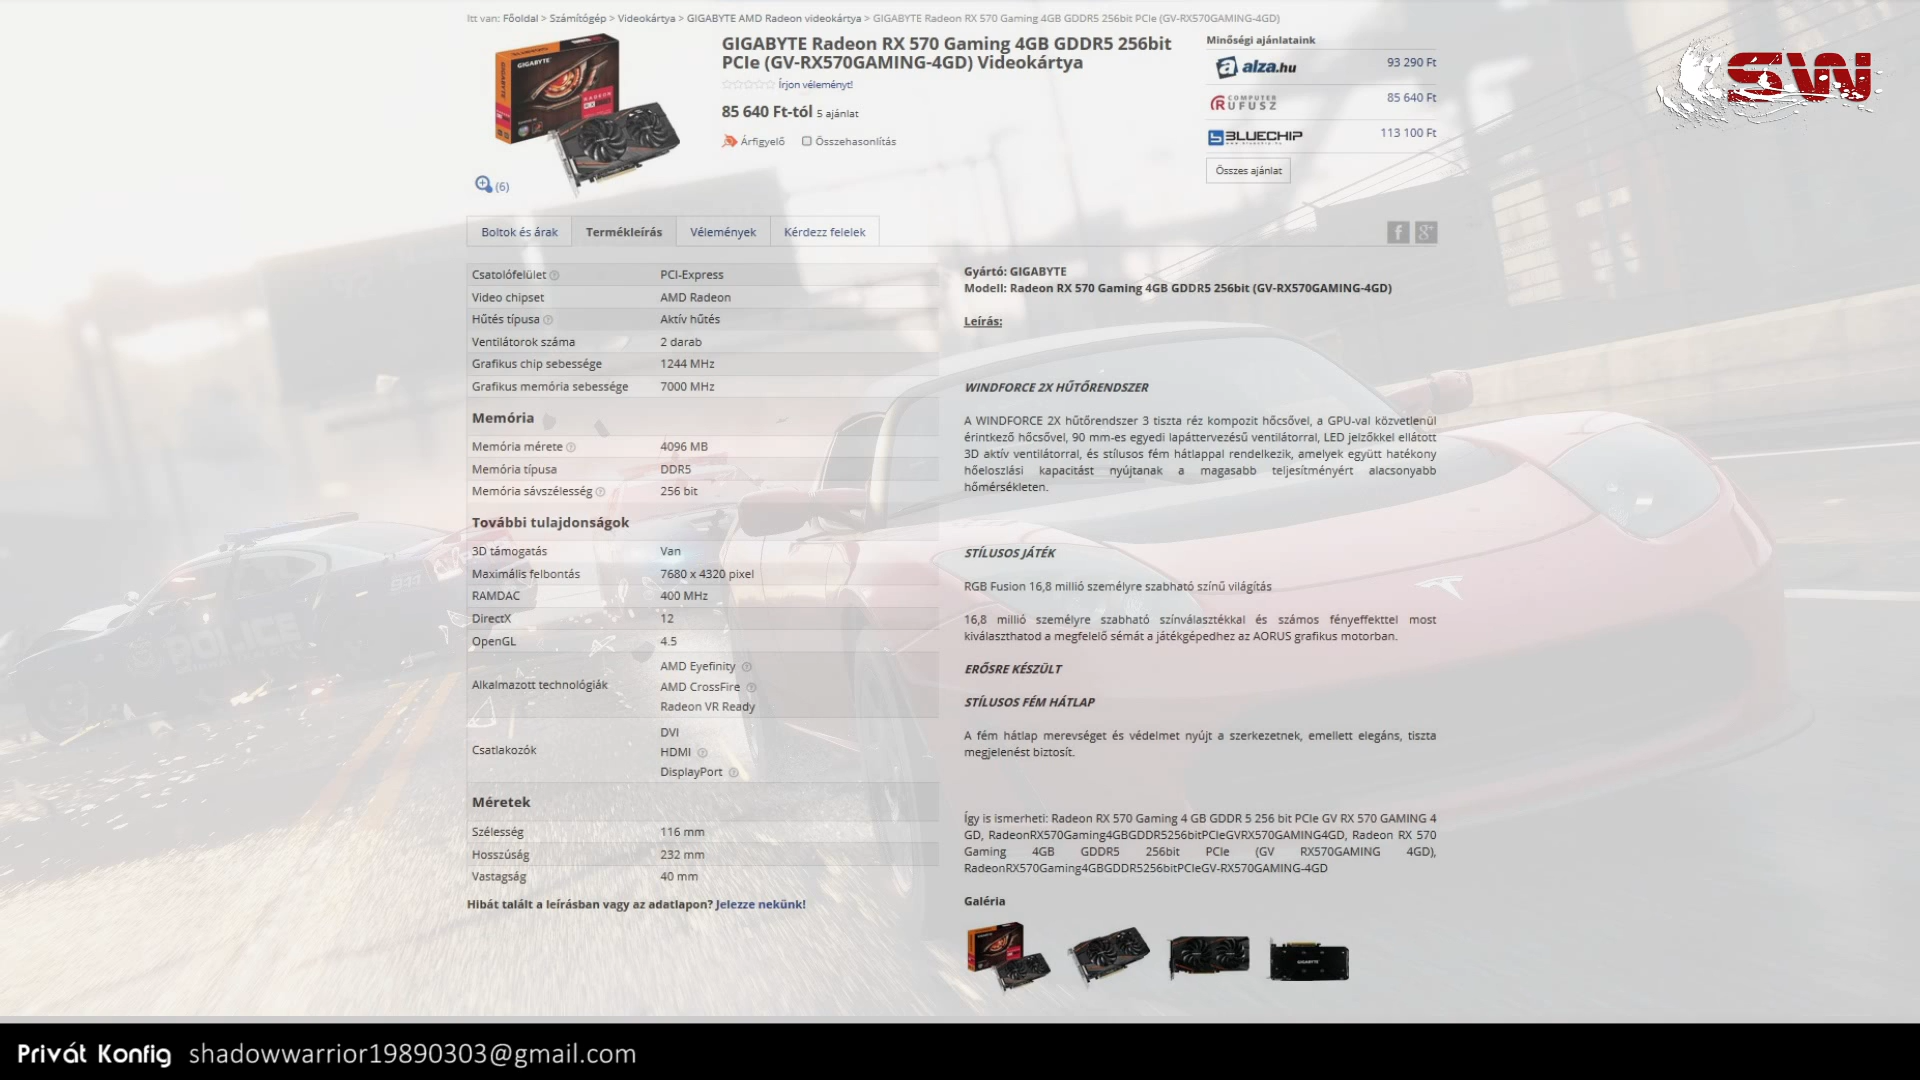 Itt van: Főoldal > Számítógép > Videokártya > GIGABYTE AMD Radeon videokártya > GIGABYTE Radeon RX 570 Gaming 4GB GDDR5 256bit PCIe (GV-RX570GAMING-4GD)
GIGABYTE Radeon RX 570 Gaming 4GB GDDR5 256bit
PCIe (GV-RX570GAMING-4GD) Videokártya
Írjon véleményt!
85 640 Ft-tól 5 ajánlat
Árfigyelő Összehasonlítás
(6)
Minőségi ajánlataink
alza.hu 93 290 Ft
COMPUTER
RUFUSZ 85 640 Ft
BLUECHIP 113 100 Ft
Összes ajánlat
SW
Boltok és árak Termékleírás Vélemények Kérdezz felelek
Csatolófelület PCI-Express
Video chipset AMD Radeon
Hűtés típusa Aktív hűtés
Ventilátorok száma 2 darab
Grafikus chip sebessége 1244 MHz
Grafikus memória sebessége 7000 MHz
Memória
Memória mérete 4096 MB
Memória típusa DDR5
Memória sávszélesség 256 bit
További tulajdonságok
3D támogatás Van
Maximális felbontás 7680 x 4320 pixel
RAMDAC 400 MHz
DirectX 12
OpenGL 4.5
Alkalmazott technológiák
AMD Eyefinity
AMD CrossFire
Radeon VR Ready
Csatlakozók
DVI
HDMI
DisplayPort
Méretek
Szélesség 116 mm
Hosszúság 232 mm
Vastagság 40 mm
Hibát talált a leírásban vagy az adatlapon? Jelezze nekünk!
Gyártó: GIGABYTE
Modell: Radeon RX 570 Gaming 4GB GDDR5 256bit (GV-RX570GAMING-4GD)
Leírás:
WINDFORCE 2X HŰTŐRENDSZER
A WINDFORCE 2X hűtőrendszer 3 tiszta réz kompozit hőcsővel, a GPU-val közvetlenül
érintkező hőcsővel, 90 mm-es egyedi lapáttervezésű ventilátorral, LED jelzőkkel ellátott
3D aktív ventilátorral, és stílusos fém hátlappal rendelkezik, amelyek együtt hatékony
hőeloszlási kapacitást nyújtanak a magasabb teljesítményért alacsonyabb
hőmérsékleten.
STÍLUSOS JÁTÉK
RGB Fusion 16,8 millió személyre szabható színű világítás
16,8 millió személyre szabható színválasztékkal és számos fényeffekttel most
kiválaszthatod a megfelelő sémát a játékgépedhez az AORUS grafikus motorban.
ERŐSRE KÉSZÜLT
STÍLUSOS FÉM HÁTLAP
A fém hátlap merevséget és védelmet nyújt a szerkezetnek, emellett elegáns, tiszta
megjelenést biztosít.
Így is ismerheti: Radeon RX 570 Gaming 4 GB GDDR 5 256 bit PCIe GV RX 570 GAMING 4
GD, RadeonRX570Gaming4GBGDDR5256bitPCIeGVRX570GAMING4GD, Radeon RX 570
Gaming 4GB GDDR5 256bit PCIe (GV RX570GAMING 4GD),
RadeonRX570Gaming4GBGDDR5256bitPCIeGV-RX570GAMING-4GD
Galéria
Privát Konfig shadowwarrior19890303@gmail.com